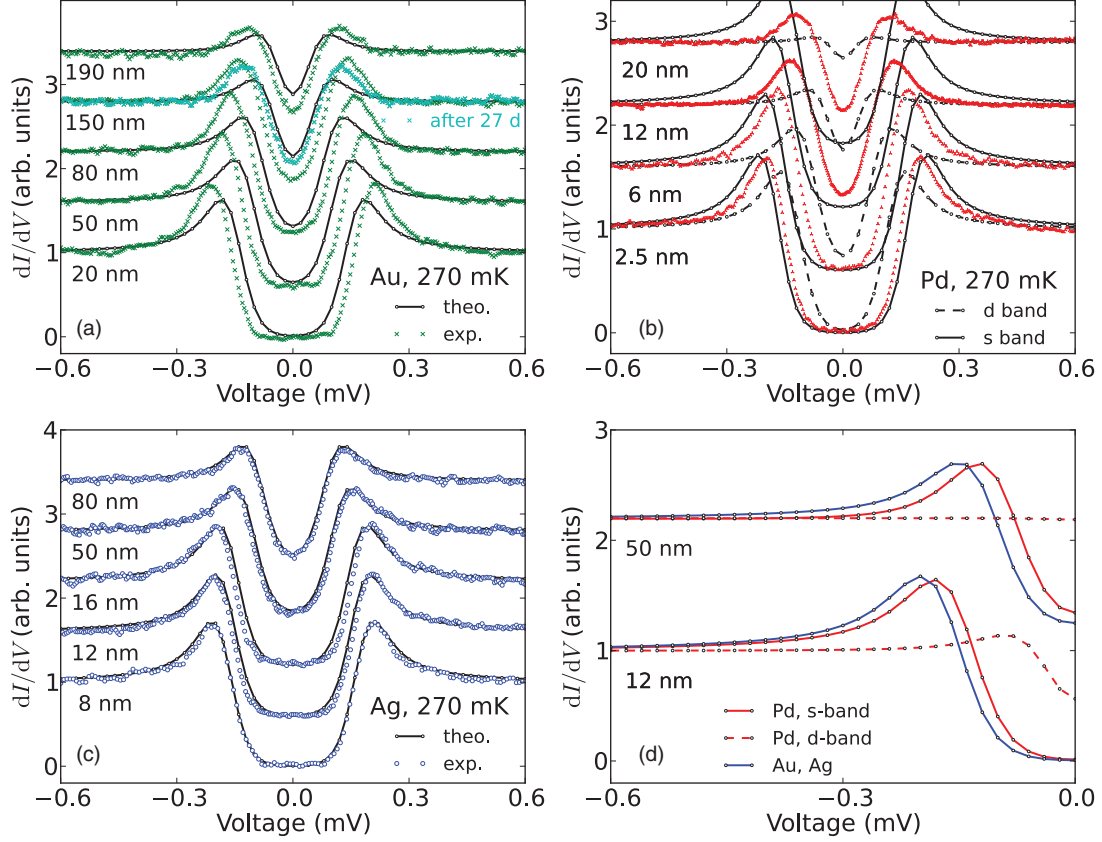 dI/dV (arb. units)
3
2
1
0
190 nm
150 nm
after 27 d
80 nm
50 nm
20 nm
Au, 270 mK
theo.
exp.
(a)
−0.6 −0.3 0.0 0.3 0.6
Voltage (mV)
dI/dV (arb. units)
3
2
1
0
20 nm
12 nm
6 nm
2.5 nm
Pd, 270 mK
d band
s band
(b)
−0.6 −0.3 0.0 0.3 0.6
Voltage (mV)
dI/dV (arb. units)
4
3
2
1
0
80 nm
50 nm
16 nm
12 nm
8 nm
Ag, 270 mK
theo.
exp.
(c)
−0.6 −0.3 0.0 0.3 0.6
Voltage (mV)
dI/dV (arb. units)
3
2
1
0
50 nm
12 nm
Pd, s-band
Pd, d-band
Au, Ag
(d)
−0.6 −0.3 0.0
Voltage (mV)